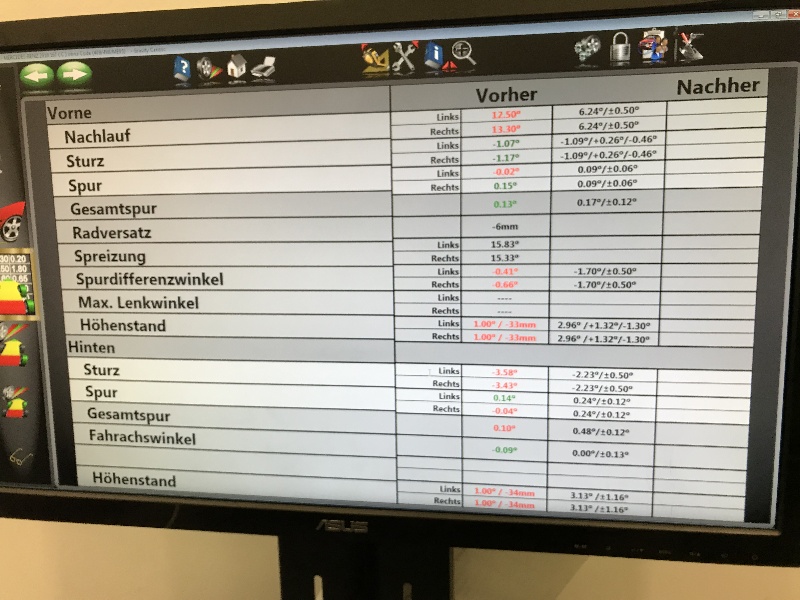 Vorher Nachher
Vorne
Nachlauf Links 12.50° 6.24°/±0.50°
Rechts 13.30° 6.24°/±0.50°
Sturz Links -1.07° -1.09°/+0.26°/-0.46°
Rechts -1.17° -1.09°/+0.26°/-0.46°
Spur Links -0.02° 0.09°/±0.06°
Rechts 0.15° 0.09°/±0.06°
Gesamtspur 0.13° 0.17°/±0.12°
Radversatz -6mm
Spreizung Links 15.83°
Rechts 15.33°
Spurdifferenzwinkel Links -0.41° -1.70°/±0.50°
Rechts -0.66° -1.70°/±0.50°
Max. Lenkwinkel Links ----
Rechts ----
Höhenstand Links 1.00° / -33mm 2.96° /+1.32°/-1.30°
Rechts 1.00° / -33mm 2.96° /+1.32°/-1.30°
Hinten
Sturz Links -3.58° -2.23°/±0.50°
Rechts -3.43° -2.23°/±0.50°
Spur Links 0.14° 0.24°/±0.12°
Rechts -0.04° 0.24°/±0.12°
Gesamtspur 0.10° 0.48°/±0.12°
Fahrachswinkel -0.09° 0.00°/±0.13°
Höhenstand Links 1.00° / -34mm 3.13° /±1.16°
Rechts 1.00° / -34mm 3.13° /±1.16°
ASUS